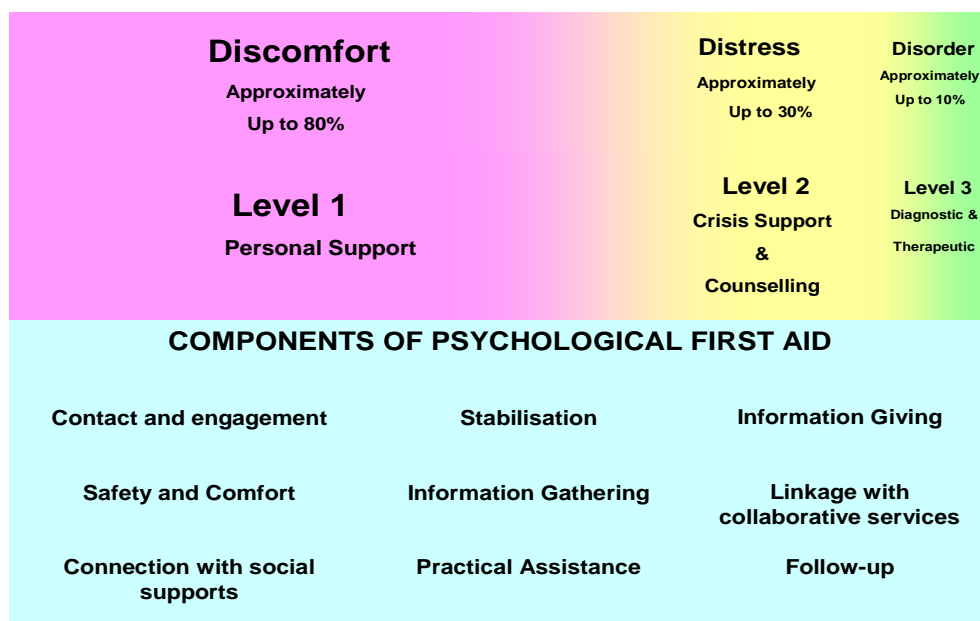 Discomfort
Approximately
Up to 80%
Distress
Approximately
Up to 30%
Disorder
Approximately
Up to 10%
Level 1
Personal Support
Level 2
Crisis Support
&
Counselling
Level 3
Diagnostic &
Therapeutic
COMPONENTS OF PSYCHOLOGICAL FIRST AID
Contact and engagement
Stabilisation
Information Giving
Safety and Comfort
Information Gathering
Linkage with
collaborative services
Connection with social
supports
Practical Assistance
Follow-up